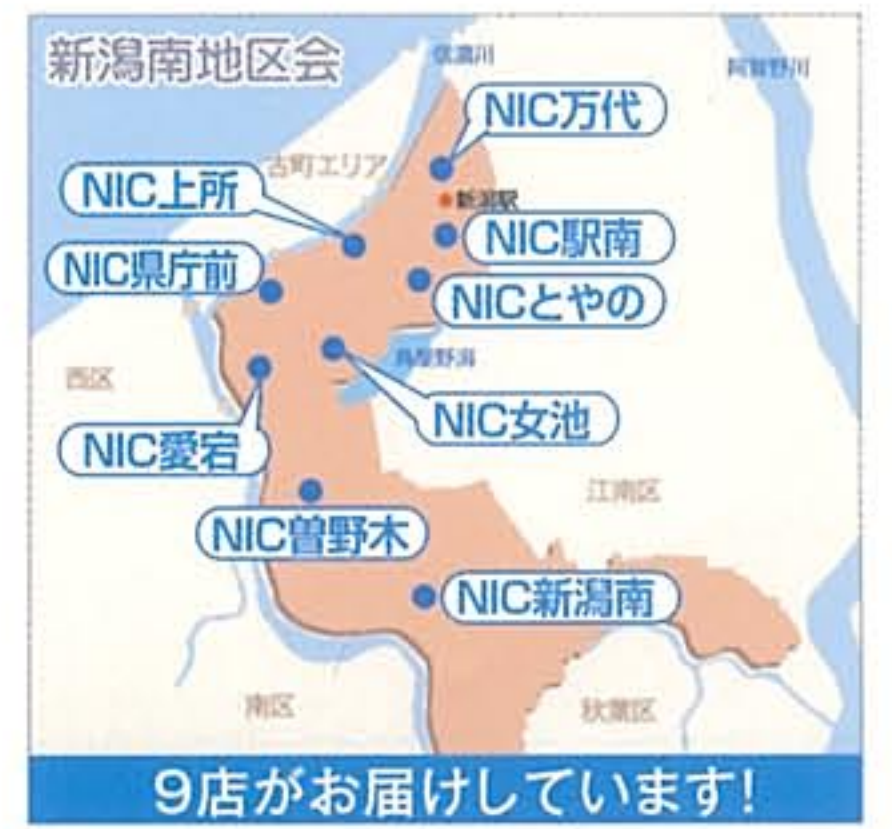 新潟南地区会
信濃川
阿賀野川
NIC万代
古町エリア
NIC上所
新潟駅
NIC駅南
NIC県庁前
NICとやの
鳥屋野潟
西区
NIC女池
NIC愛宕
江南区
NIC曽野木
NIC新潟南
南区
秋葉区
9店がお届けしています!